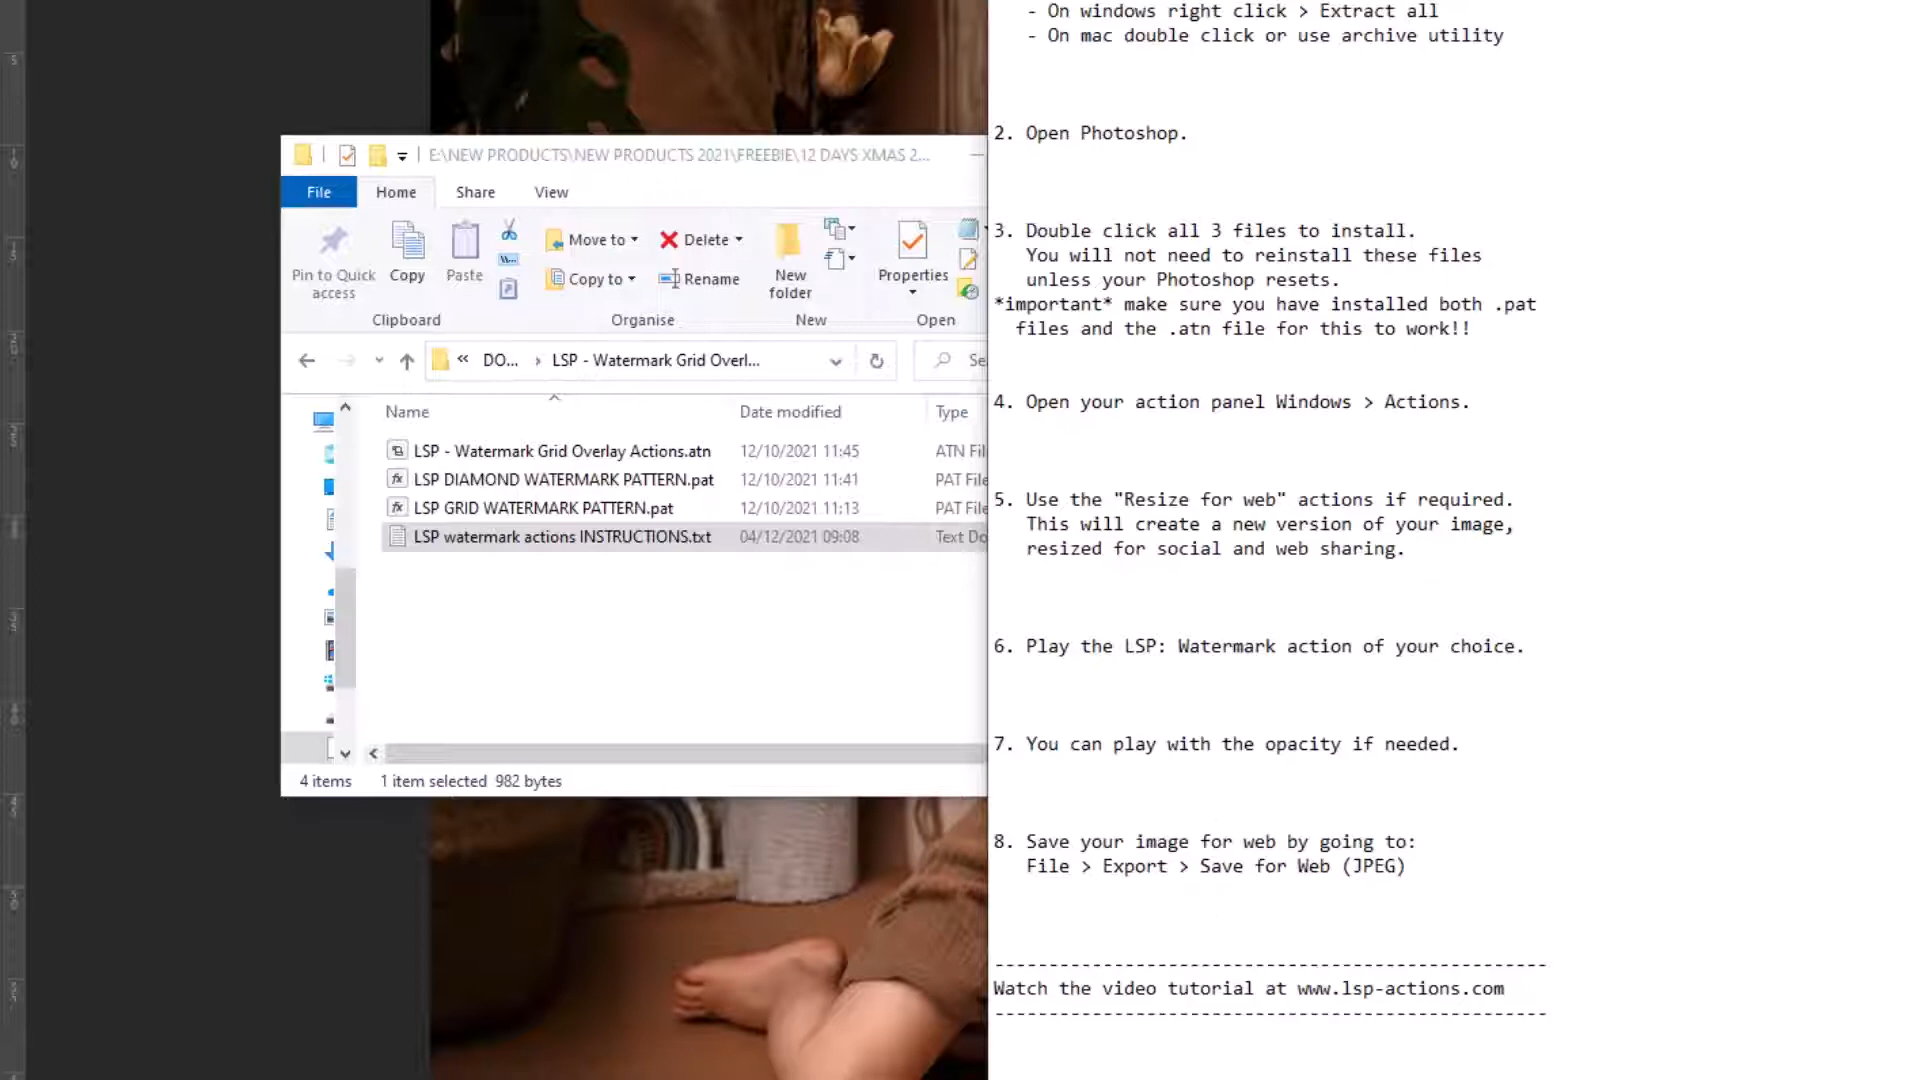 - On windows right click > Extract all
- On mac double click or use archive utility
2. Open Photoshop.
3. Double click all 3 files to install.
You will not need to reinstall these files
unless your Photoshop resets.
*important* make sure you have installed both .pat
files and the .atn file for this to work!!
4. Open your action panel Windows > Actions.
5. Use the "Resize for web" actions if required.
This will create a new version of your image,
resized for social and web sharing.
6. Play the LSP: Watermark action of your choice.
7. You can play with the opacity if needed.
8. Save your image for web by going to:
File > Export > Save for Web (JPEG)
-----------------------------------------------
Watch the video tutorial at www.lsp-actions.com
-----------------------------------------------
E:\NEW PRODUCTS\NEW PRODUCTS 2021\FREEBIE\12 DAYS XMAS 2...
File Home Share View
Pin to Quick access
Copy
Paste
Move to
Copy to
Delete
Rename
New folder
Properties
Clipboard Organise New Open
« DO... › LSP - Watermark Grid Overl...
Name Date modified Type
LSP - Watermark Grid Overlay Actions.atn 12/10/2021 11:45 ATN Fil
LSP DIAMOND WATERMARK PATTERN.pat 12/10/2021 11:41 PAT File
LSP GRID WATERMARK PATTERN.pat 12/10/2021 11:13 PAT File
LSP watermark actions INSTRUCTIONS.txt 04/12/2021 09:08 Text Do
4 items 1 item selected 982 bytes